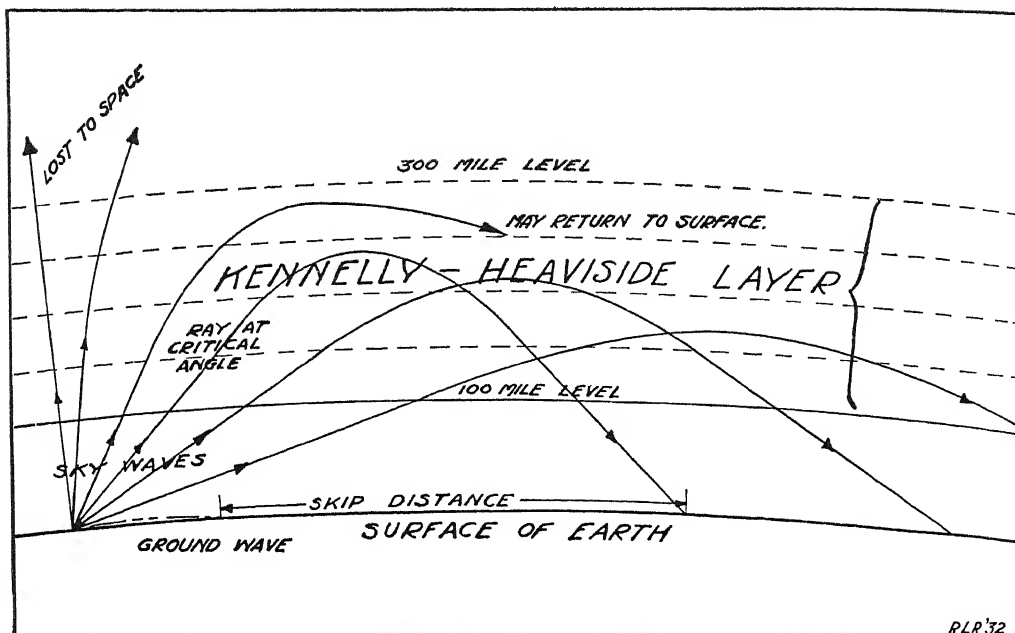 LOST TO SPACE
300 MILE LEVEL
MAY RETURN TO SURFACE.
KENNELLY - HEAVISIDE LAYER
RAY AT
CRITICAL
ANGLE
100 MILE LEVEL
SKY WAVES
SKIP DISTANCE
GROUND WAVE
SURFACE OF EARTH
RLR'32